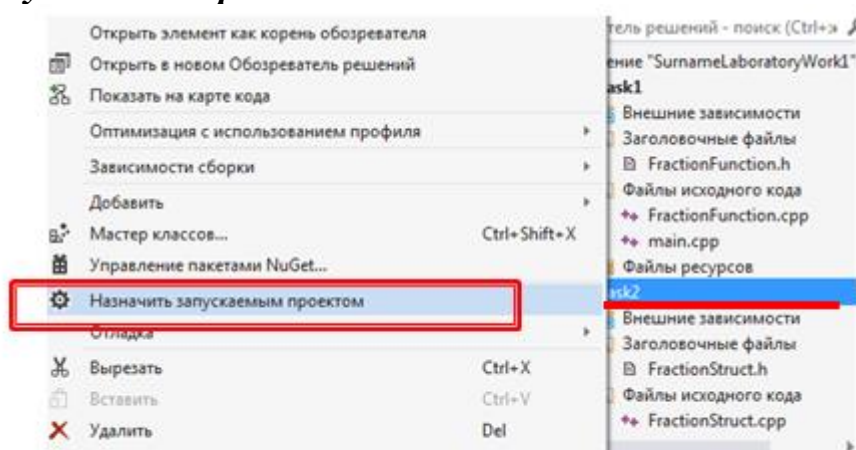 Открыть элемент как корень обозревателя
Открыть в новом Обозреватель решений
Показать на карте кода
Оптимизация с использованием профиля
Зависимости сборки
Добавить
Мастер классов... Ctrl+Shift+X
Управление пакетами NuGet...
Назначить запускаемым проектом
Отладка
Вырезать Ctrl+X
Вставить Ctrl+V
Удалить Del
тель решений - поиск (Ctrl+ж
ение "SurnameLaboratoryWork1"
ask1
Внешние зависимости
Заголовочные файлы
FractionFunction.h
Файлы исходного кода
FractionFunction.cpp
main.cpp
Файлы ресурсов
ask2
Внешние зависимости
Заголовочные файлы
FractionStruct.h
Файлы исходного кода
FractionStruct.cpp